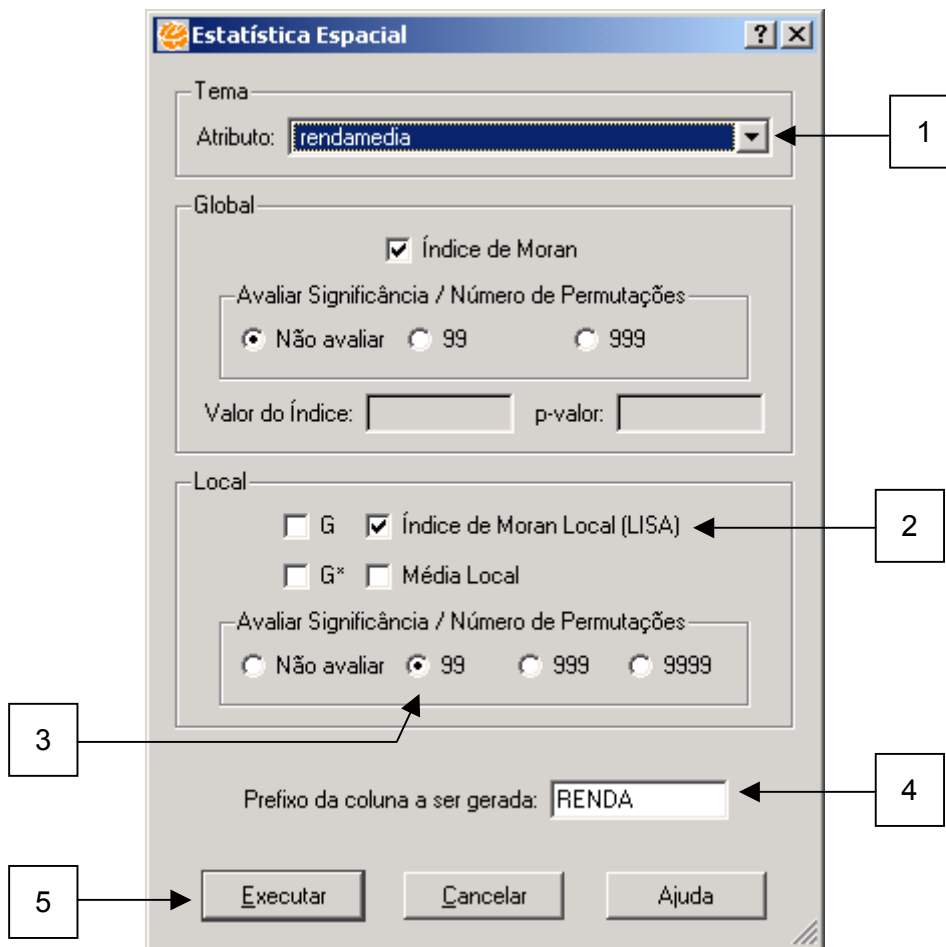 Estatística Espacial
Tema
Atributo: rendamedia
1
Global
Índice de Moran
Avaliar Significância / Número de Permutações
Não avaliar 99 999
Valor do Índice: p-valor:
Local
G Índice de Moran Local (LISA)
2
G* Média Local
Avaliar Significância / Número de Permutações
Não avaliar 99 999 9999
3
Prefixo da coluna a ser gerada: RENDA
4
5
Executar Cancelar Ajuda